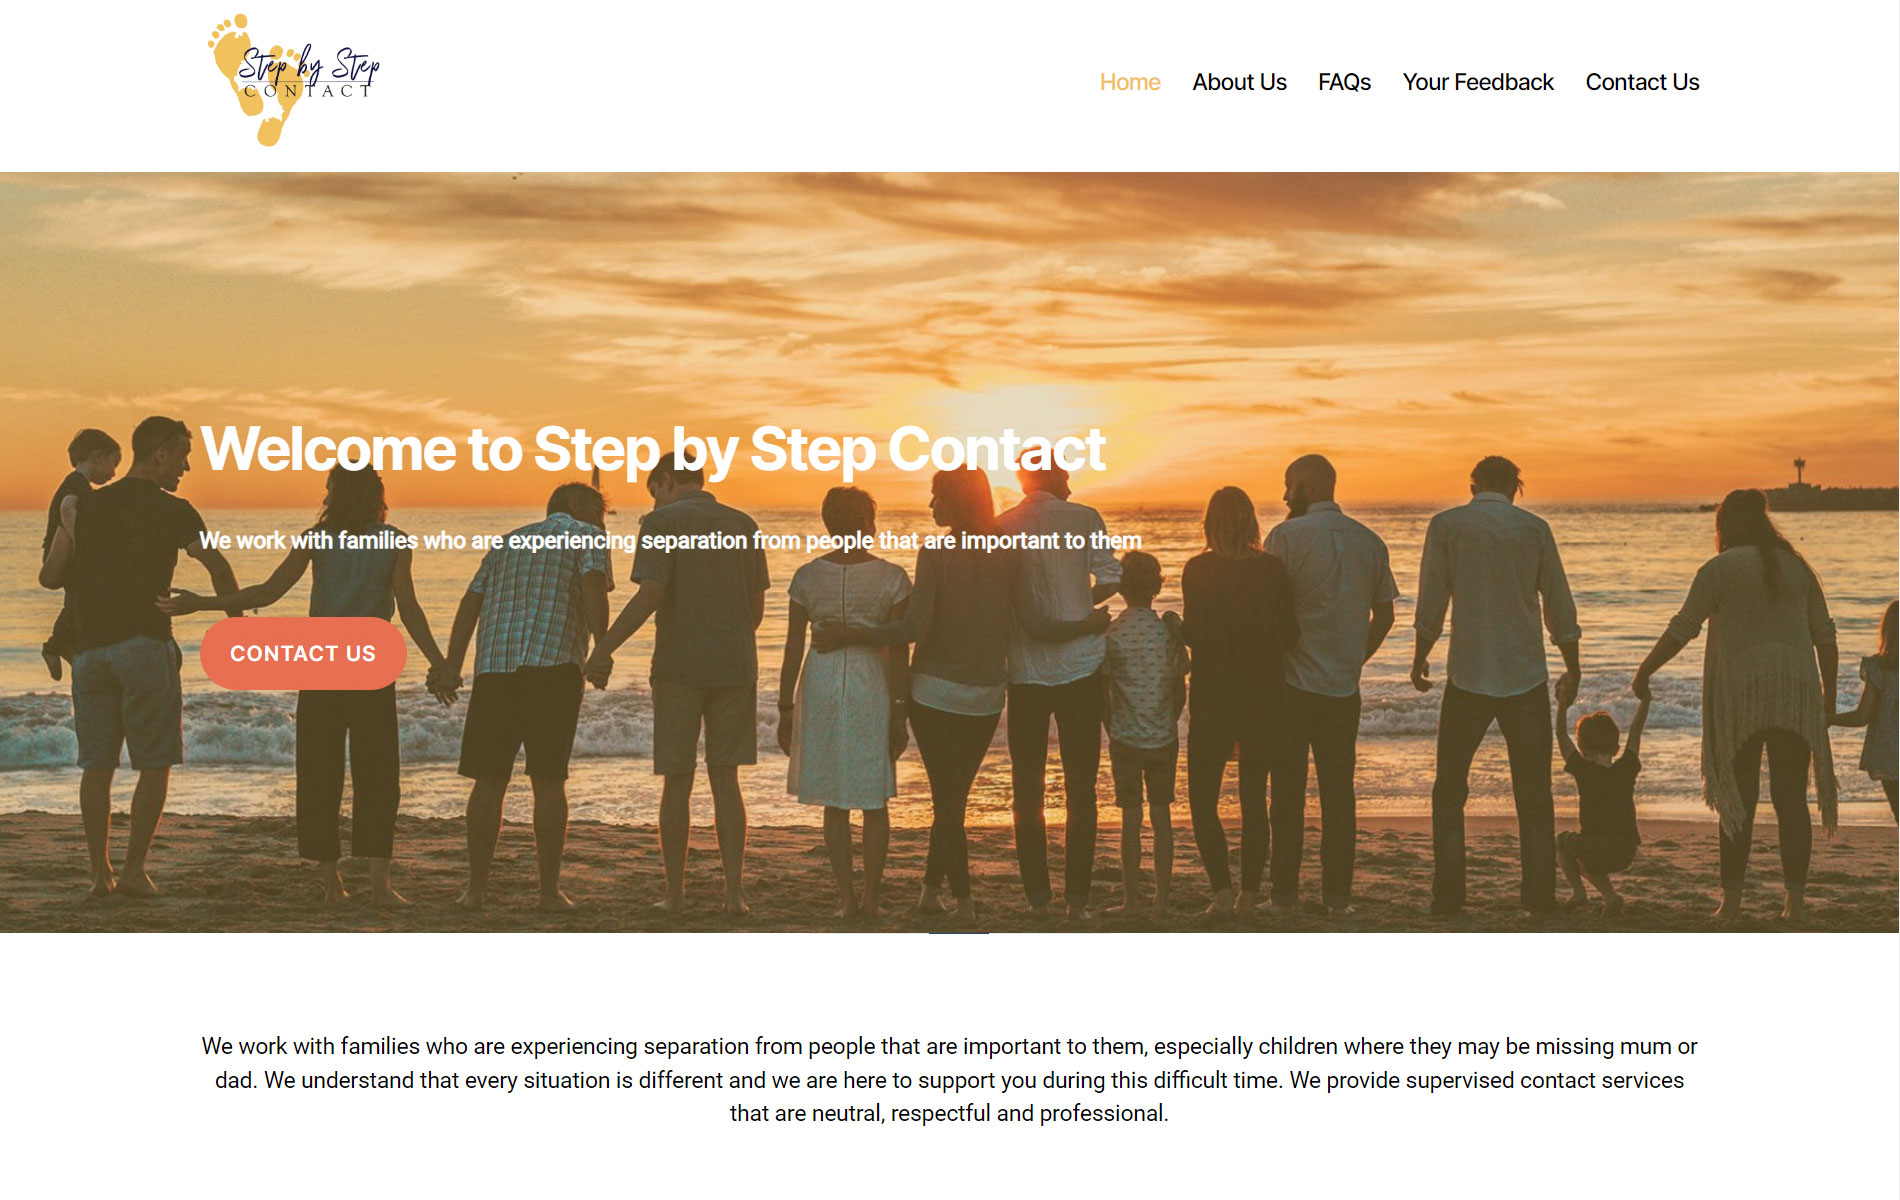 Step by Step
CONTACT
Home About Us FAQs Your Feedback Contact Us
Welcome to Step by Step Contact
We work with families who are experiencing separation from people that are important to them
CONTACT US
We work with families who are experiencing separation from people that are important to them, especially children where they may be missing mum or
dad. We understand that every situation is different and we are here to support you during this difficult time. We provide supervised contact services
that are neutral, respectful and professional.